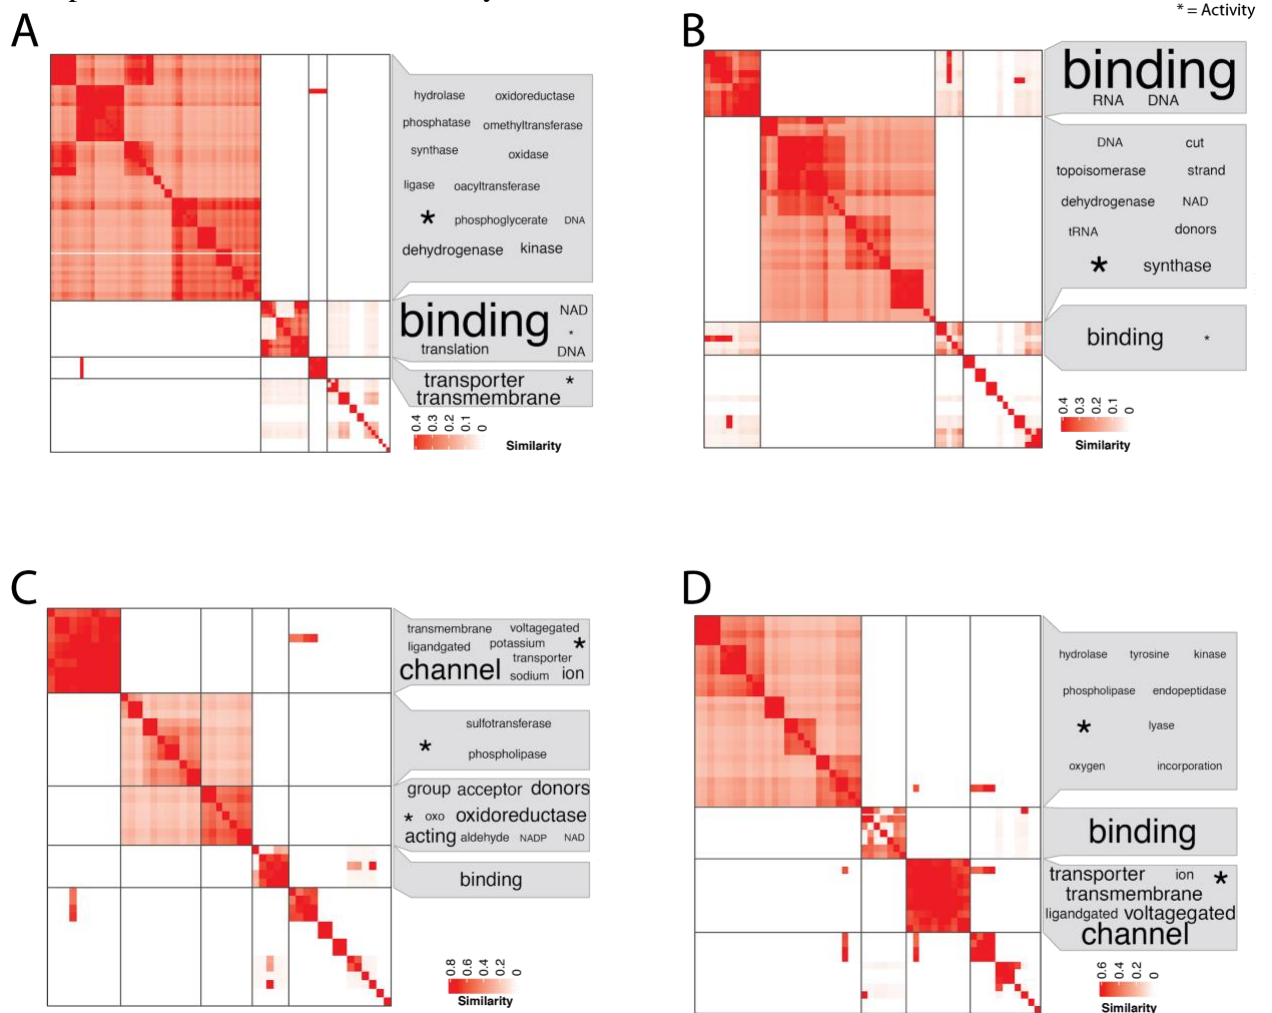 * = Activity
A
hydrolase oxidoreductase
phosphatase omethyltransferase
synthase oxidase
ligase oacyltransferase
* phosphoglycerate DNA
dehydrogenase kinase
binding NAD
*
translation DNA
transporter *
transmembrane
0.4 0.3 0.2 0.1 0
Similarity
B
binding
RNA DNA
DNA cut
topoisomerase strand
dehydrogenase NAD
tRNA donors
* synthase
binding *
0.4 0.3 0.2 0.1 0
Similarity
C
transmembrane voltagegated
ligandgated potassium *
channel transporter
sodium ion
sulfotransferase
* phospholipase
group acceptor donors
* oxo oxidoreductase
acting aldehyde NADP NAD
binding
0.8 0.6 0.4 0.2 0
Similarity
D
hydrolase tyrosine kinase
phospholipase endopeptidase
* lyase
oxygen incorporation
binding
transporter ion *
transmembrane
ligandgated voltagegated
channel
0.6 0.4 0.2 0
Similarity